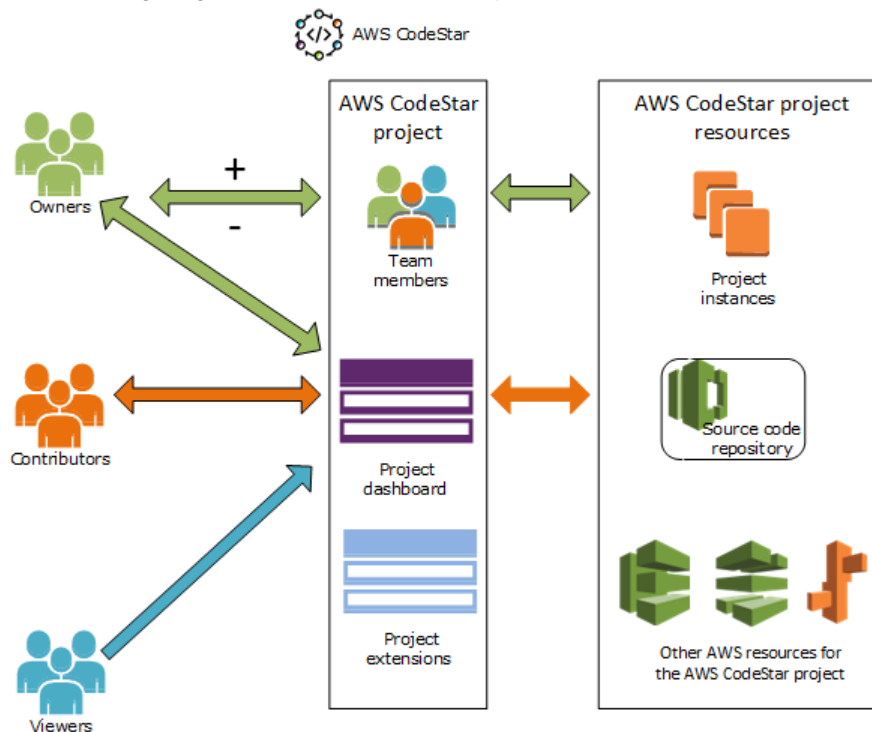 AWS CodeStar
AWS CodeStar
project
AWS CodeStar project
resources
+
-
Owners
Team
members
Project
instances
Contributors
Source code
repository
Project
dashboard
Project
extensions
Other AWS resources for
the AWS CodeStar project
Viewers